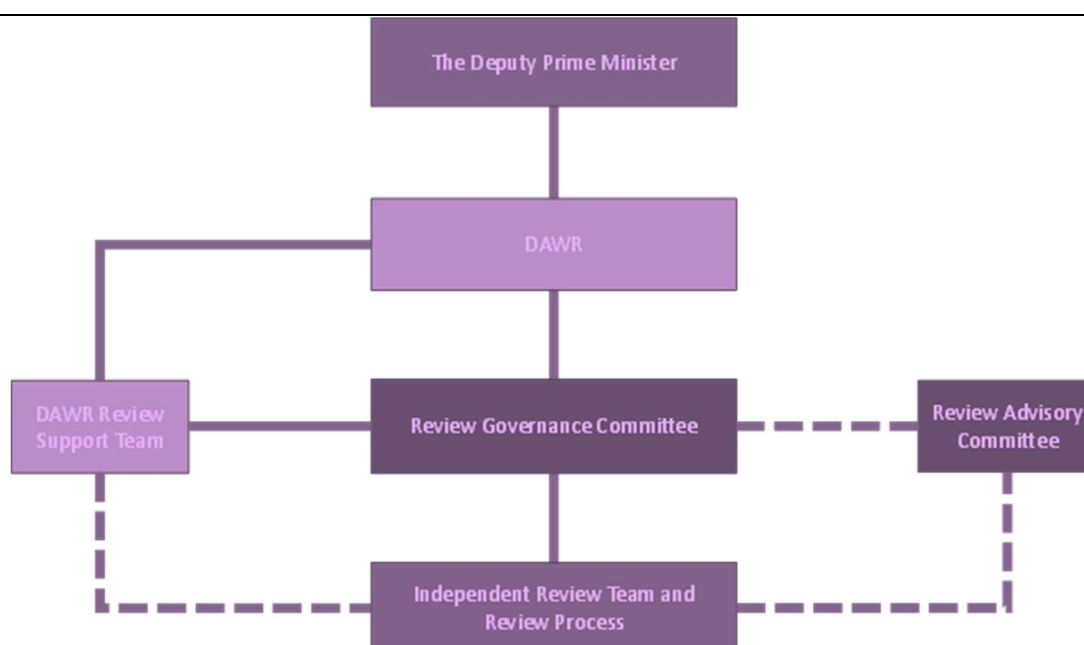 The Deputy Prime Minister
DAWR
DAWR Review
Support Team
Review Governance Committee
Review Advisory
Committee
Independent Review Team and
Review Process